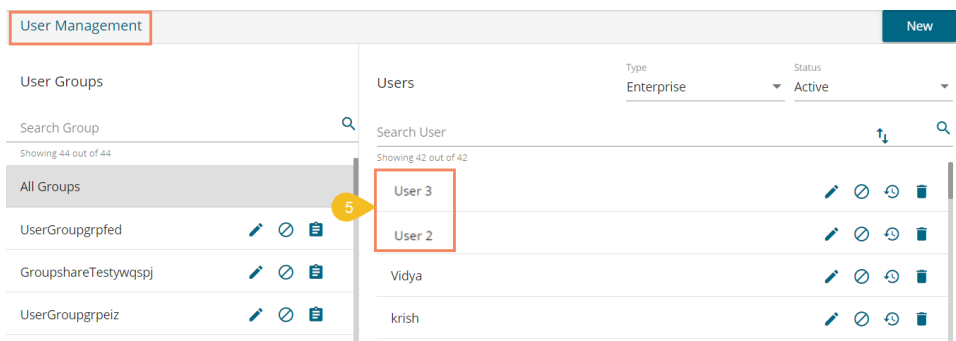 User Management
New
User Groups
Search Group
Showing 44 out of 44
All Groups
UserGroupgrpfed
GroupshareTestywqspj
UserGroupgrpeiz
Users
Type
Enterprise
Status
Active
Search User
Showing 42 out of 42
5
User 3
User 2
Vidya
krish